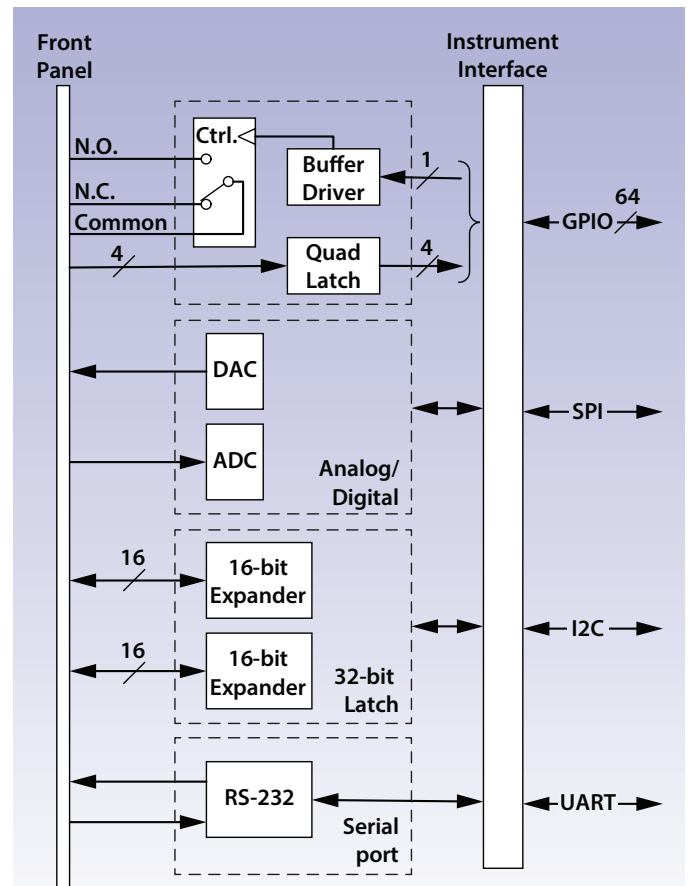 Front
Panel
Instrument
Interface
Ctrl.
N.O.
Buffer
Driver
1
N.C.
64
GPIO
Common
4
Quad
Latch
4
DAC
SPI
ADC
Analog/
Digital
16
16-bit
Expander
I2C
16
16-bit
Expander
32-bit
Latch
RS-232
UART
Serial
port